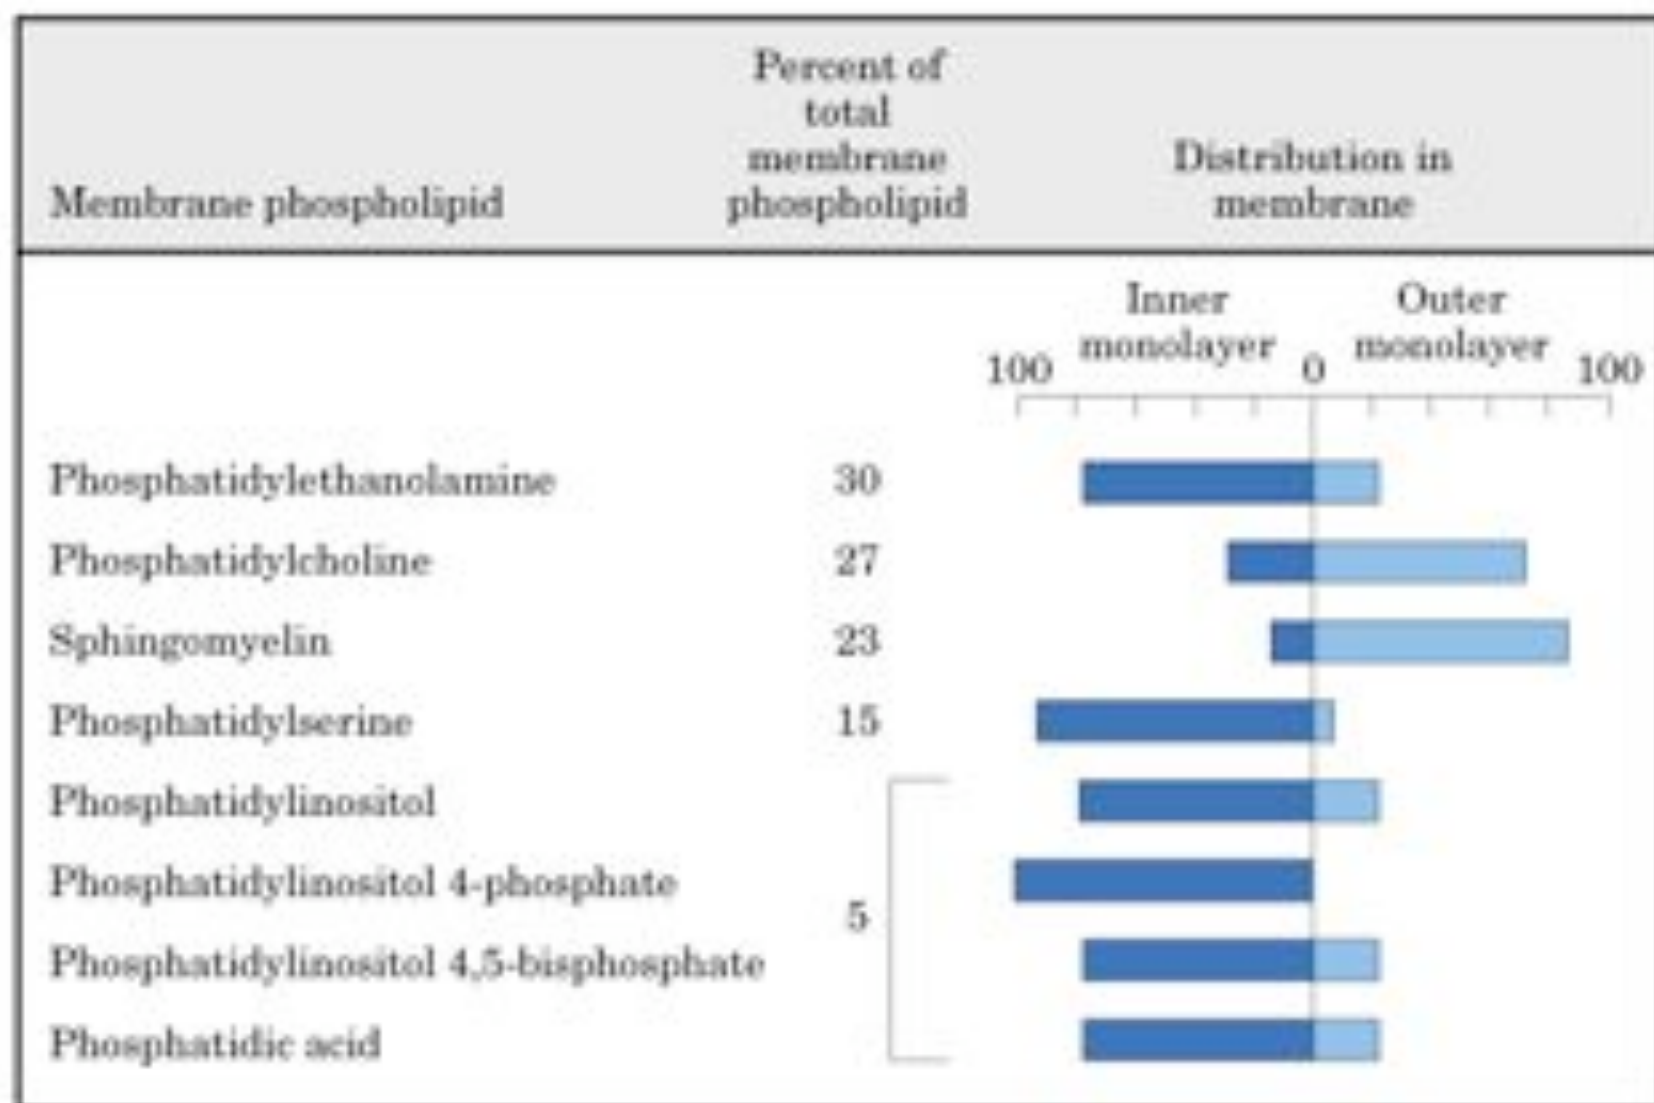 Membrane phospholipid
Percent of
total
membrane
phospholipid
Distribution in
membrane
Inner
monolayer
Outer
monolayer
100 0 100
Phosphatidylethanolamine 30
Phosphatidylcholine 27
Sphingomyelin 23
Phosphatidylserine 15
Phosphatidylinositol
Phosphatidylinositol 4-phosphate
5
Phosphatidylinositol 4,5-bisphosphate
Phosphatidic acid